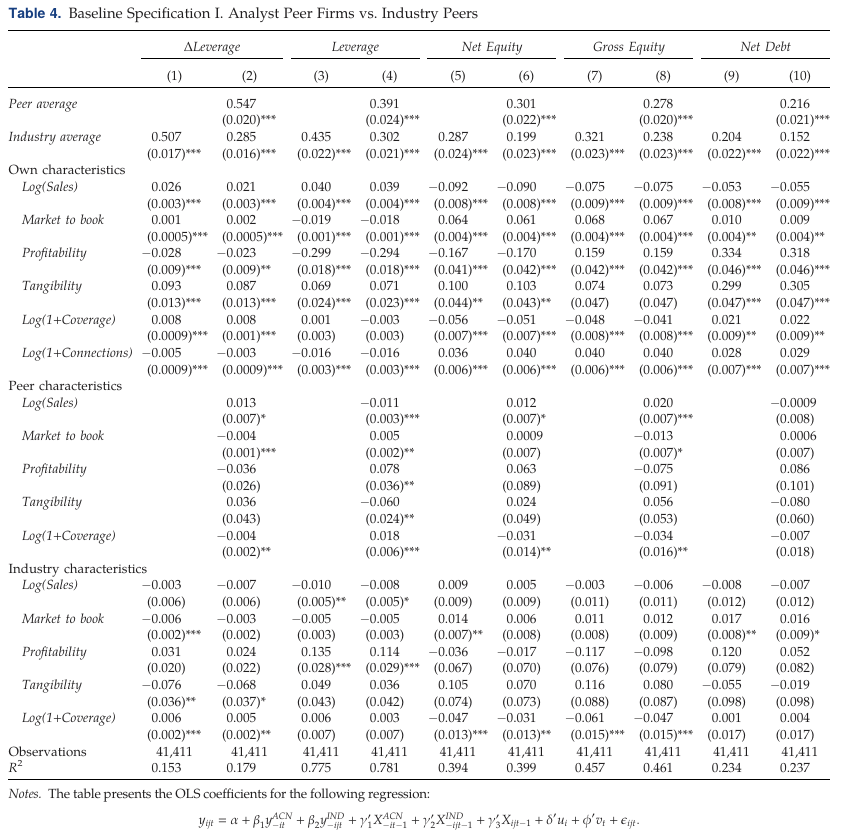 Table 4. Baseline Specification I. Analyst Peer Firms vs. Industry Peers
ΔLeverage Leverage Net Equity Gross Equity Net Debt
(1) (2) (3) (4) (5) (6) (7) (8) (9) (10)
Peer average 0.547 0.391 0.301 0.278 0.216
(0.020)*** (0.024)*** (0.022)*** (0.020)*** (0.021)***
Industry average 0.507 0.285 0.435 0.302 0.287 0.199 0.321 0.238 0.204 0.152
(0.017)*** (0.016)*** (0.022)*** (0.021)*** (0.024)*** (0.023)*** (0.023)*** (0.023)*** (0.022)*** (0.022)***
Own characteristics
Log(Sales) 0.026 0.021 0.040 0.039 −0.092 −0.090 −0.075 −0.075 −0.053 −0.055
(0.003)*** (0.003)*** (0.004)*** (0.004)*** (0.008)*** (0.008)*** (0.009)*** (0.009)*** (0.008)*** (0.009)***
Market to book 0.001 0.002 −0.019 −0.018 0.064 0.061 0.068 0.067 0.010 0.009
(0.0005)*** (0.0005)*** (0.001)*** (0.001)*** (0.004)*** (0.004)*** (0.004)*** (0.004)*** (0.004)** (0.004)**
Profitability −0.028 −0.023 −0.299 −0.294 −0.167 −0.170 0.159 0.159 0.334 0.318
(0.009)*** (0.009)** (0.018)*** (0.018)*** (0.041)*** (0.042)*** (0.042)*** (0.042)*** (0.046)*** (0.046)***
Tangibility 0.093 0.087 0.069 0.071 0.100 0.103 0.074 0.073 0.299 0.305
(0.013)*** (0.013)*** (0.024)*** (0.023)*** (0.044)** (0.043)** (0.047) (0.047) (0.047)*** (0.047)***
Log(1+Coverage) 0.008 0.008 0.001 −0.003 −0.056 −0.051 −0.048 −0.041 0.021 0.022
(0.0009)*** (0.001)*** (0.003) (0.003) (0.007)*** (0.007)*** (0.008)*** (0.008)*** (0.009)** (0.009)**
Log(1+Connections) −0.005 −0.003 −0.016 −0.016 0.036 0.040 0.040 0.040 0.028 0.029
(0.0009)*** (0.0009)*** (0.003)*** (0.003)*** (0.006)*** (0.006)*** (0.006)*** (0.006)*** (0.007)*** (0.007)***
Peer characteristics
Log(Sales) 0.013 −0.011 0.012 0.020 −0.0009
(0.007)* (0.003)*** (0.007)* (0.007)*** (0.008)
Market to book −0.004 0.005 0.0009 −0.013 0.0006
(0.001)*** (0.002)** (0.007) (0.007)* (0.007)
Profitability −0.036 0.078 0.063 −0.075 0.086
(0.026) (0.036)** (0.089) (0.091) (0.101)
Tangibility 0.036 −0.060 0.024 0.056 −0.080
(0.043) (0.024)** (0.049) (0.053) (0.060)
Log(1+Coverage) −0.004 0.018 −0.031 −0.034 −0.007
(0.002)** (0.006)*** (0.014)** (0.016)** (0.018)
Industry characteristics
Log(Sales) −0.003 −0.007 −0.010 −0.008 0.009 0.005 −0.003 −0.006 −0.008 −0.007
(0.006) (0.006) (0.005)** (0.005)* (0.009) (0.009) (0.011) (0.011) (0.012) (0.012)
Market to book −0.006 −0.003 −0.005 −0.005 0.014 0.006 0.011 0.012 0.017 0.016
(0.002)*** (0.002) (0.003) (0.003) (0.007)** (0.008) (0.008) (0.009) (0.008)** (0.009)*
Profitability 0.031 0.024 0.135 0.114 −0.036 −0.017 −0.117 −0.098 0.120 0.052
(0.020) (0.022) (0.028)*** (0.029)*** (0.067) (0.070) (0.076) (0.079) (0.079) (0.082)
Tangibility −0.076 −0.068 0.049 0.036 0.105 0.070 0.116 0.080 −0.055 −0.019
(0.036)** (0.037)* (0.043) (0.042) (0.074) (0.073) (0.088) (0.087) (0.098) (0.098)
Log(1+Coverage) 0.006 0.005 0.006 0.003 −0.047 −0.031 −0.061 −0.047 0.001 0.004
(0.002)*** (0.002)** (0.007) (0.007) (0.013)*** (0.013)** (0.015)*** (0.015)*** (0.017) (0.017)
Observations 41,411 41,411 41,411 41,411 41,411 41,411 41,411 41,411 41,411 41,411
R² 0.153 0.179 0.775 0.781 0.394 0.399 0.457 0.461 0.234 0.237
Notes. The table presents the OLS coefficients for the following regression:
y_{ijt} = α + β_1 y_{−it}^{ACN} + β_2 y_{−ijt}^{IND} + γ′_1 X_{−it−1}^{ACN} + γ′_2 X_{−ijt−1}^{IND} + γ′_3 X_{ijt−1} + δ′u_i + ϕ′v_t + ϵ_{ijt}.